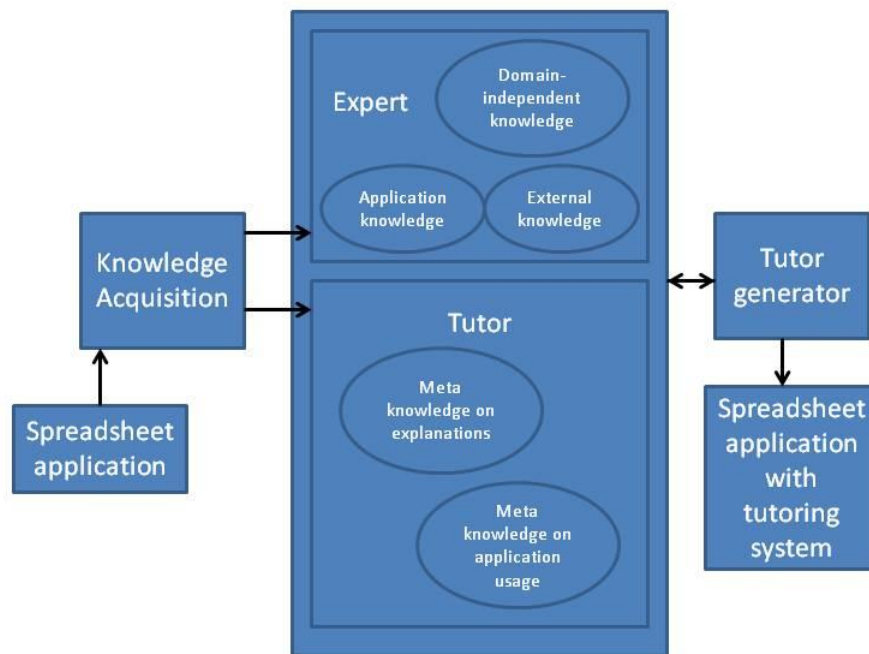 Expert
Domain-
independent
knowledge
Application
knowledge
External
knowledge
Knowledge
Acquisition
Tutor
generator
Tutor
Meta
knowledge on
explanations
Spreadsheet
application
Spreadsheet
application
with
tutoring
system
Meta
knowledge on
application
usage